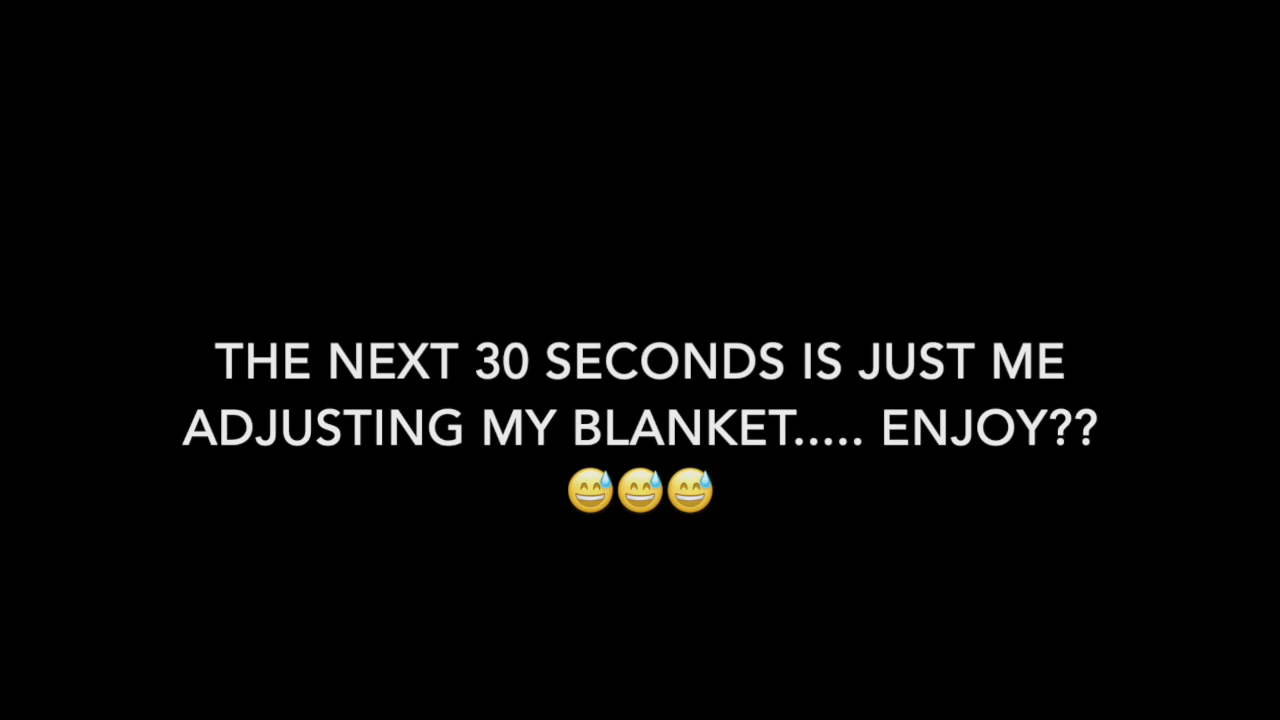 THE NEXT 30 SECONDS IS JUST ME
ADJUSTING MY BLANKET..... ENJOY??
😅😅😅